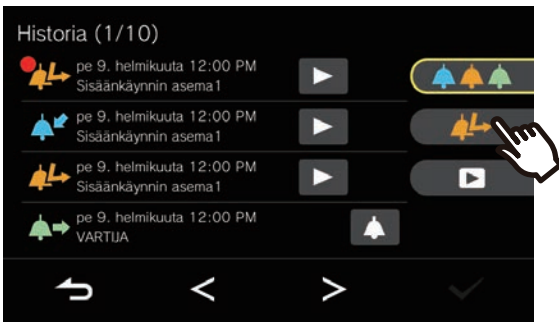 Historia (1/10)
pe 9. helmikuuta 12:00 PM
Sisäänkäynnin asema1
pe 9. helmikuuta 12:00 PM
Sisäänkäynnin asema1
pe 9. helmikuuta 12:00 PM
Sisäänkäynnin asema1
pe 9. helmikuuta 12:00 PM
VARTIJA